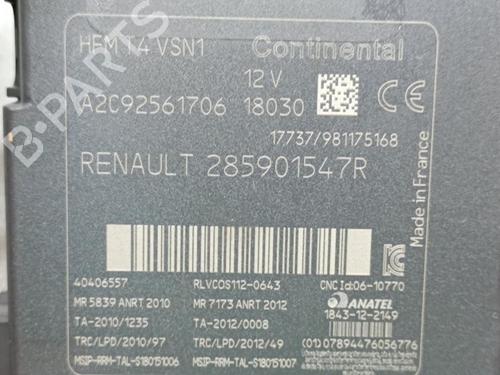 HFM T4 VSN1 Continental
12 V
A2C92561706 18030
17737/981175168
RENAULT 285901547R
Made in France
40406557 RLVCOS112-0643 CNC Id:06-10770
MR 5839 ANRT 2010 MR 7173 ANRT 2012 ANATEL
TA-2010/1235 TA-2012/0008 1843-12-2149
TRC/LPD/2010/97 TRC/LPD/2012/49 (01)07894476056776
MSIP-RRM-TAL-S180151006 MSIP-RRM-TAL-S180151007
B-PARTS